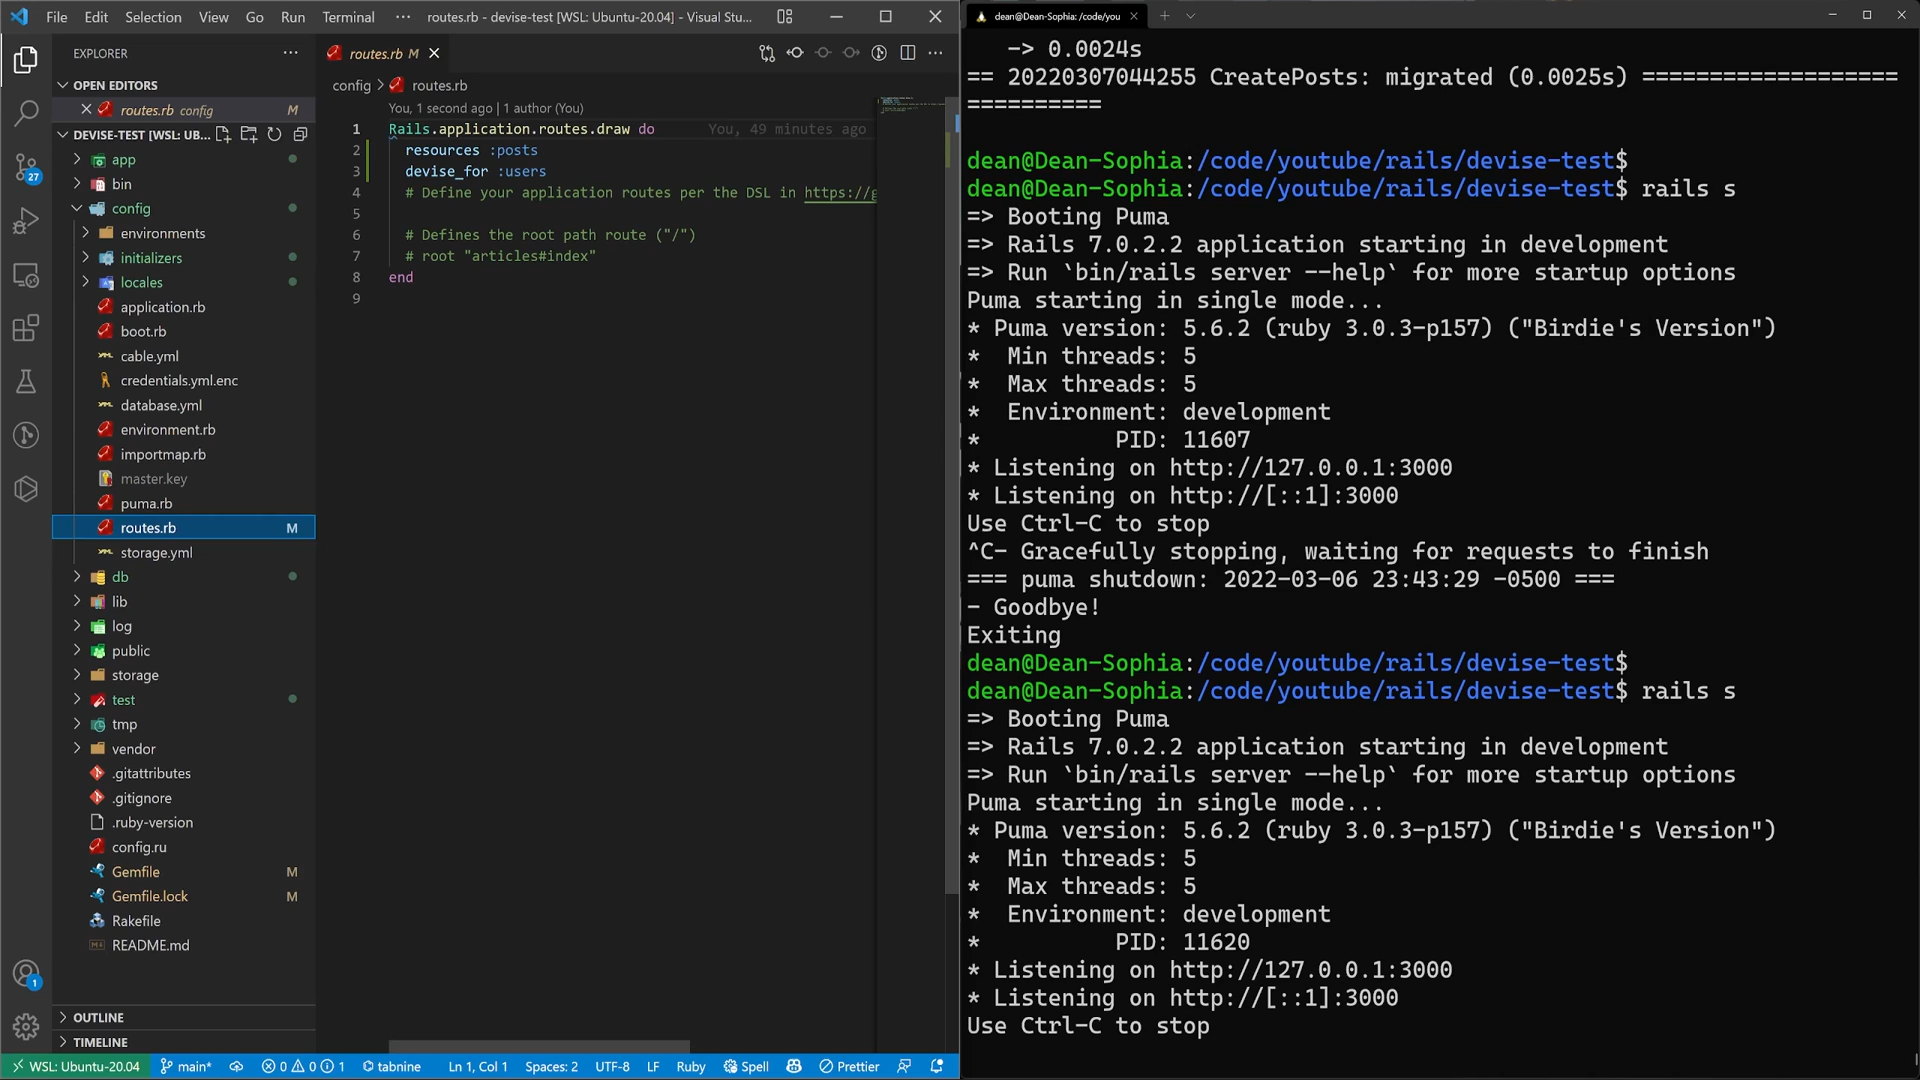 File Edit Selection View Go Run Terminal ··· routes.rb - devise-test [WSL: Ubuntu-20.04] - Visual Stu...
EXPLORER ···
OPEN EDITORS
routes.rb config M
DEVISE-TEST [WSL: UB...
app
bin
config
environments
initializers
locales
application.rb
boot.rb
cable.yml
credentials.yml.enc
database.yml
environment.rb
importmap.rb
master.key
puma.rb
routes.rb M
storage.yml
db
lib
log
public
storage
test
tmp
vendor
.gitattributes
.gitignore
.ruby-version
config.ru
Gemfile M
Gemfile.lock M
Rakefile
README.md
OUTLINE
TIMELINE
27
1
routes.rb M
config > routes.rb
You, 1 second ago | 1 author (You)
1 Rails.application.routes.draw do You, 49 minutes ago
2 resources :posts
3 devise_for :users
4 # Define your application routes per the DSL in https://g
5
6 # Defines the root path route ("/")
7 # root "articles#index"
8 end
9
WSL: Ubuntu-20.04 main* 0 0 1 tabnine Ln 1, Col 1 Spaces: 2 UTF-8 LF Ruby Spell Prettier
dean@Dean-Sophia: /code/you
-> 0.0024s
== 20220307044255 CreatePosts: migrated (0.0025s) ===================
==========
dean@Dean-Sophia:/code/youtube/rails/devise-test$
dean@Dean-Sophia:/code/youtube/rails/devise-test$ rails s
=> Booting Puma
=> Rails 7.0.2.2 application starting in development
=> Run `bin/rails server --help` for more startup options
Puma starting in single mode...
* Puma version: 5.6.2 (ruby 3.0.3-p157) ("Birdie's Version")
*  Min threads: 5
*  Max threads: 5
*  Environment: development
*          PID: 11607
* Listening on http://127.0.0.1:3000
* Listening on http://[::1]:3000
Use Ctrl-C to stop
^C- Gracefully stopping, waiting for requests to finish
=== puma shutdown: 2022-03-06 23:43:29 -0500 ===
- Goodbye!
Exiting
dean@Dean-Sophia:/code/youtube/rails/devise-test$
dean@Dean-Sophia:/code/youtube/rails/devise-test$ rails s
=> Booting Puma
=> Rails 7.0.2.2 application starting in development
=> Run `bin/rails server --help` for more startup options
Puma starting in single mode...
* Puma version: 5.6.2 (ruby 3.0.3-p157) ("Birdie's Version")
*  Min threads: 5
*  Max threads: 5
*  Environment: development
*          PID: 11620
* Listening on http://127.0.0.1:3000
* Listening on http://[::1]:3000
Use Ctrl-C to stop